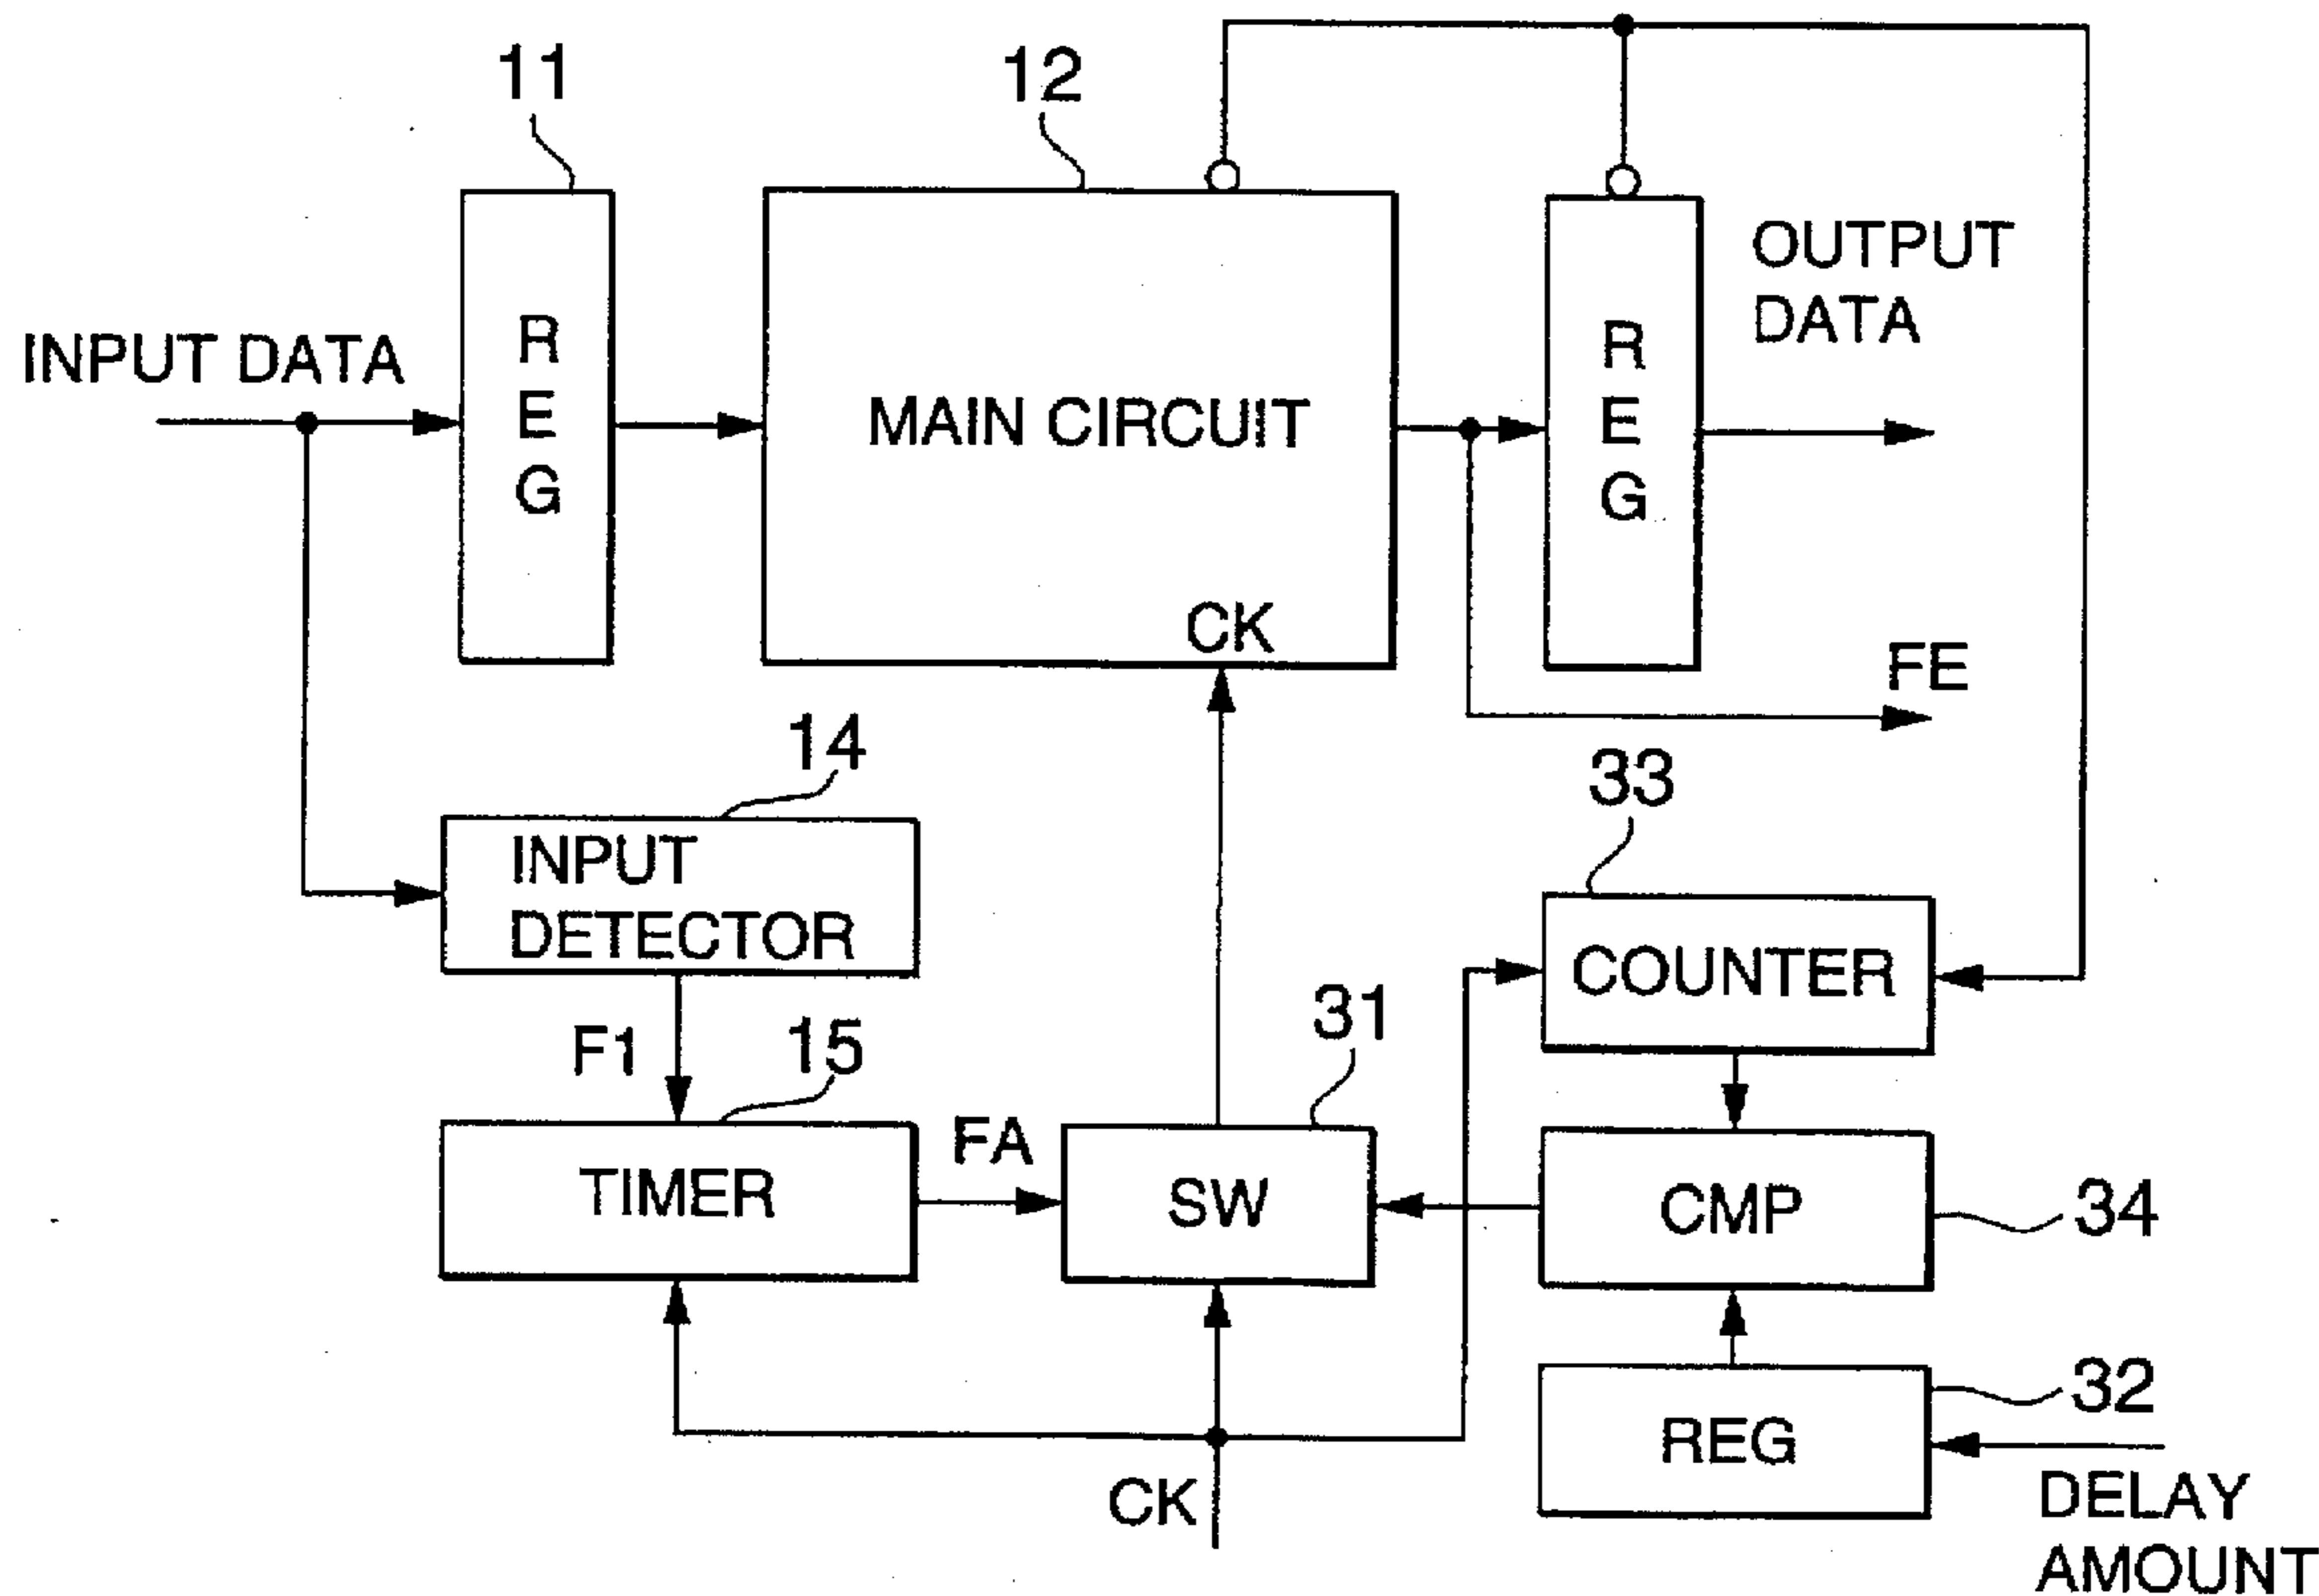 11
12
INPUT DATA
R
E
G
MAIN CIRCUIT
CK
R
E
G
OUTPUT
DATA
FE
14
INPUT
DETECTOR
F1
15
TIMER
FA
31
SW
33
COUNTER
CMP
34
REG
32
CK
DELAY
AMOUNT